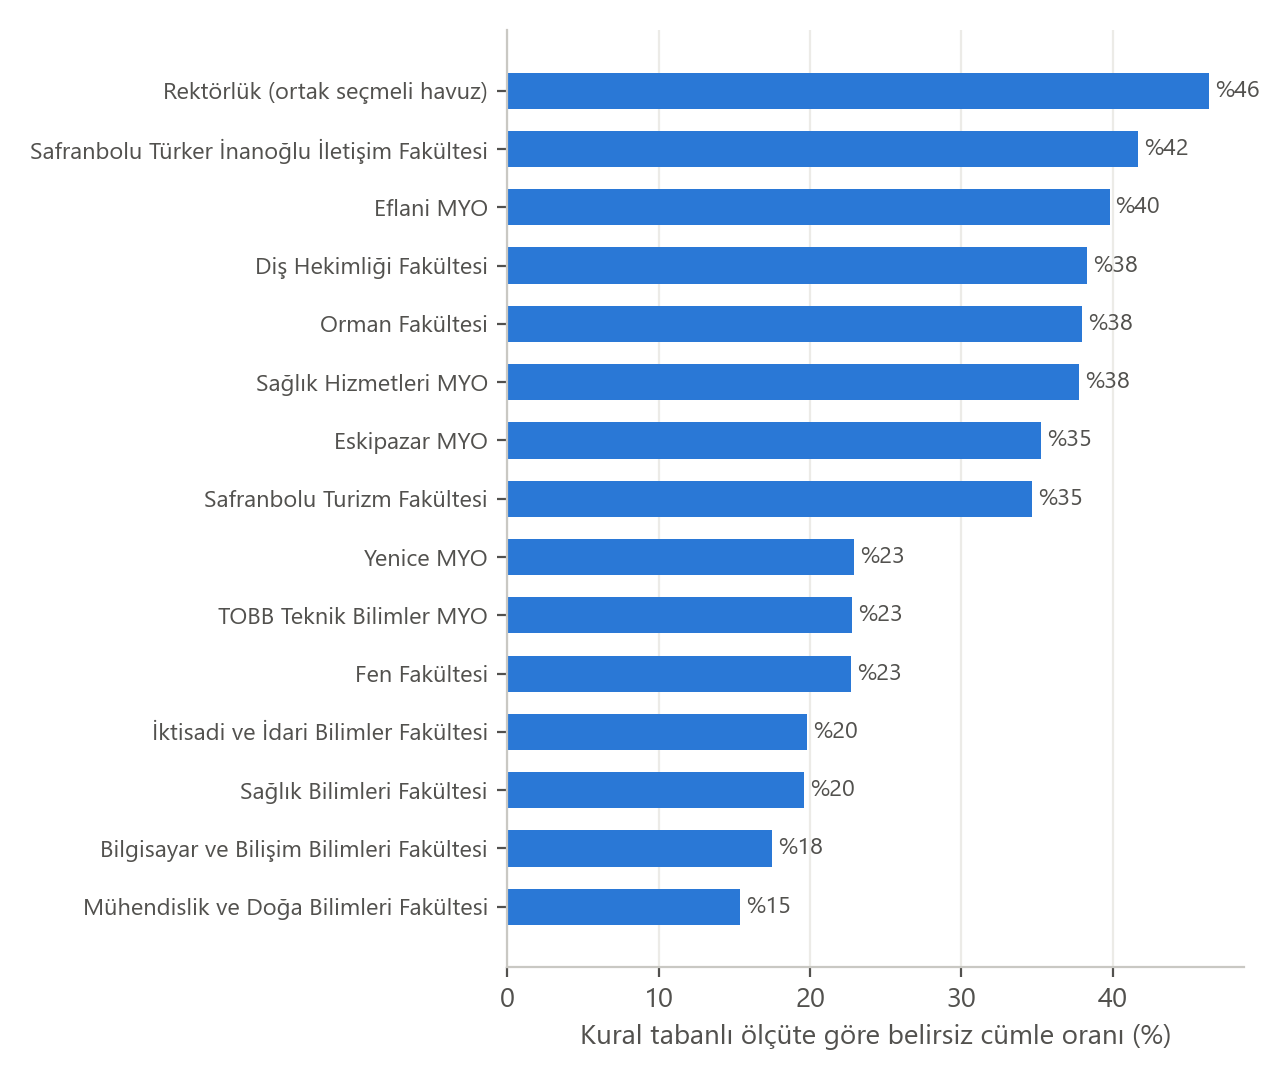 Rektörlük (ortak seçmeli havuz) %46
Safranbolu Türker İnanoğlu İletişim Fakültesi %42
Eflani MYO %40
Diş Hekimliği Fakültesi %38
Orman Fakültesi %38
Sağlık Hizmetleri MYO %38
Eskipazar MYO %35
Safranbolu Turizm Fakültesi %35
Yenice MYO %23
TOBB Teknik Bilimler MYO %23
Fen Fakültesi %23
İktisadi ve İdari Bilimler Fakültesi %20
Sağlık Bilimleri Fakültesi %20
Bilgisayar ve Bilişim Bilimleri Fakültesi %18
Mühendislik ve Doğa Bilimleri Fakültesi %15
0 10 20 30 40
Kural tabanlı ölçüte göre belirsiz cümle oranı (%)